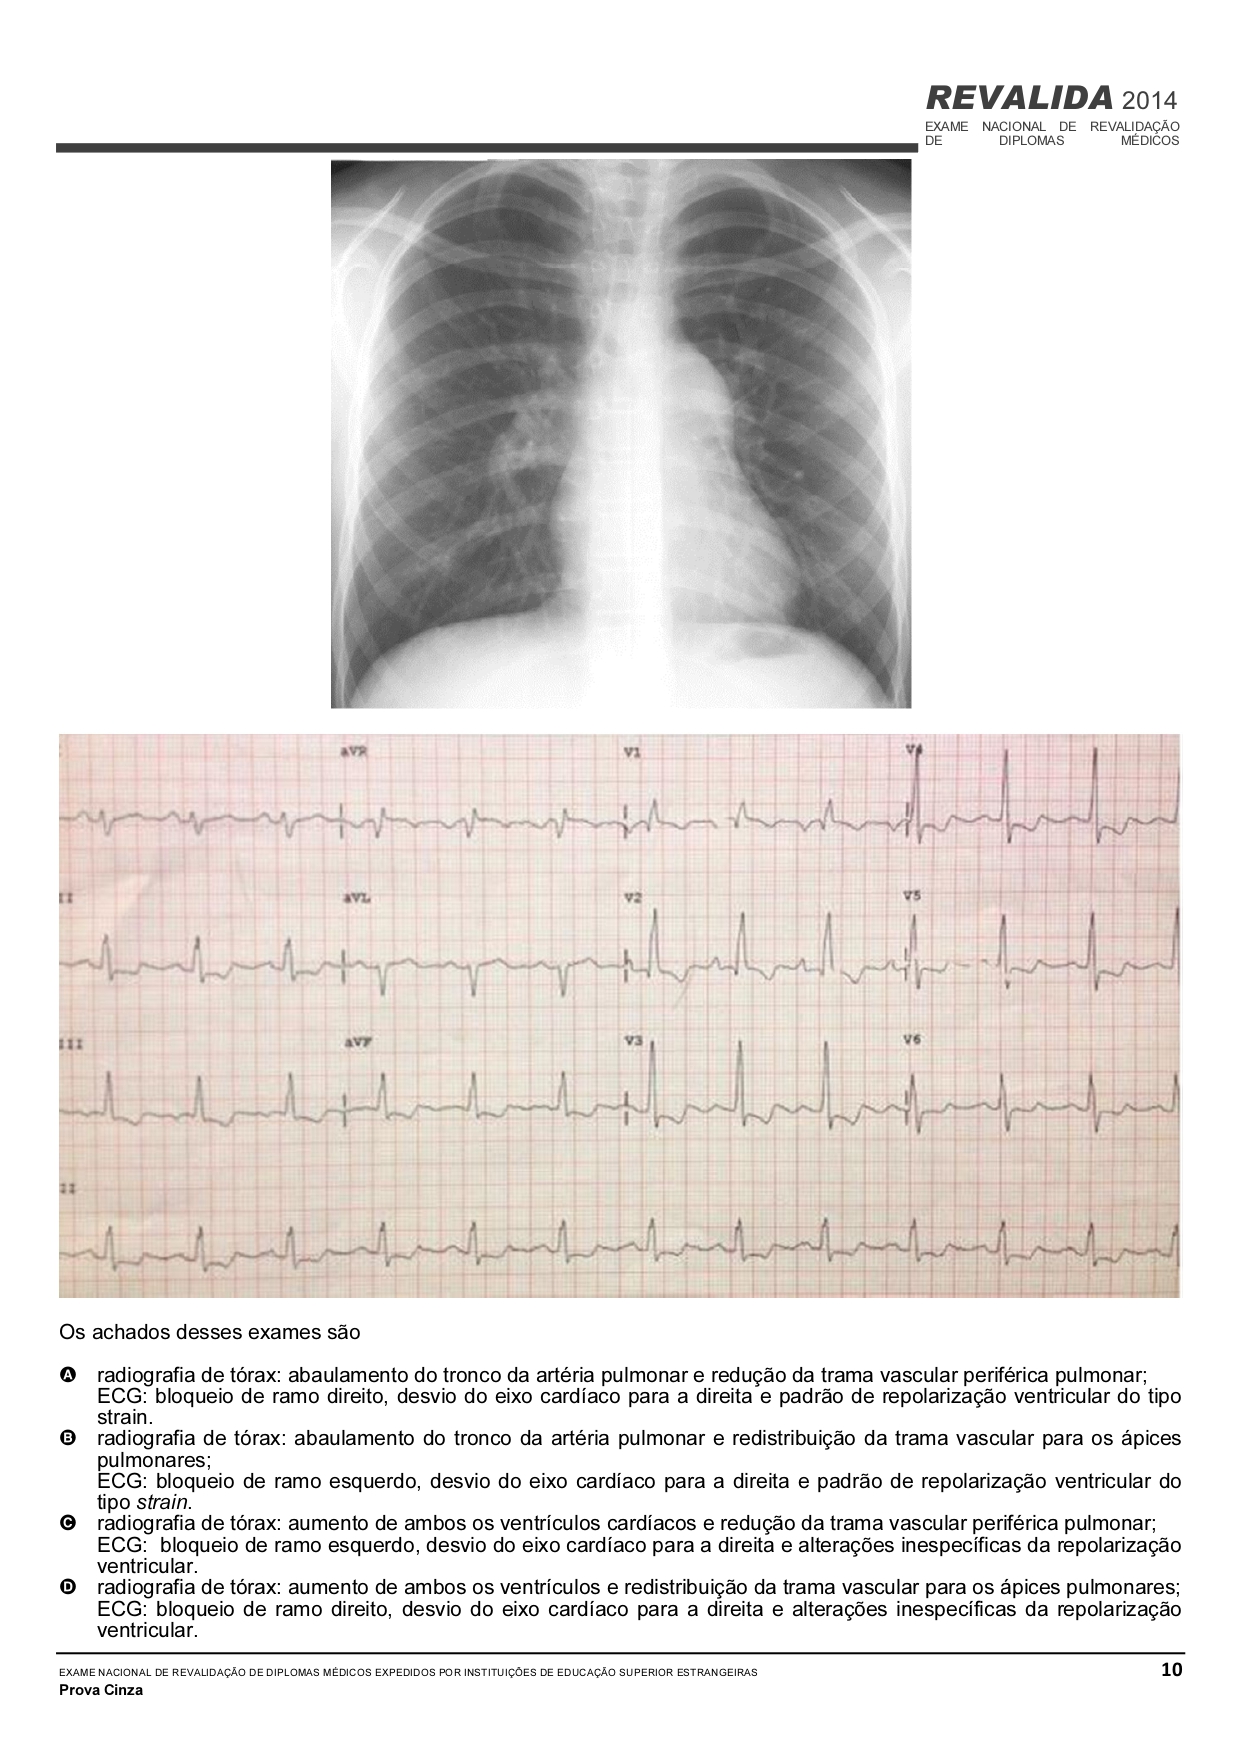 REVALIDA 2014
EXAME NACIONAL DE REVALIDAÇÃO
DE DIPLOMAS MÉDICOS
aVR
V1
V4
II
aVL
V2
V5
III
aVF
V3
V6
II
Os achados desses exames são
A radiografia de tórax: abaulamento do tronco da artéria pulmonar e redução da trama vascular periférica pulmonar;
ECG: bloqueio de ramo direito, desvio do eixo cardíaco para a direita e padrão de repolarização ventricular do tipo
strain.
B radiografia de tórax: abaulamento do tronco da artéria pulmonar e redistribuição da trama vascular para os ápices
pulmonares;
ECG: bloqueio de ramo esquerdo, desvio do eixo cardíaco para a direita e padrão de repolarização ventricular do
tipo strain.
C radiografia de tórax: aumento de ambos os ventrículos cardíacos e redução da trama vascular periférica pulmonar;
ECG: bloqueio de ramo esquerdo, desvio do eixo cardíaco para a direita e alterações inespecíficas da repolarização
ventricular.
D radiografia de tórax: aumento de ambos os ventrículos e redistribuição da trama vascular para os ápices pulmonares;
ECG: bloqueio de ramo direito, desvio do eixo cardíaco para a direita e alterações inespecíficas da repolarização
ventricular.
EXAME NACIONAL DE REVALIDAÇÃO DE DIPLOMAS MÉDICOS EXPEDIDOS POR INSTITUIÇÕES DE EDUCAÇÃO SUPERIOR ESTRANGEIRAS
10
Prova Cinza